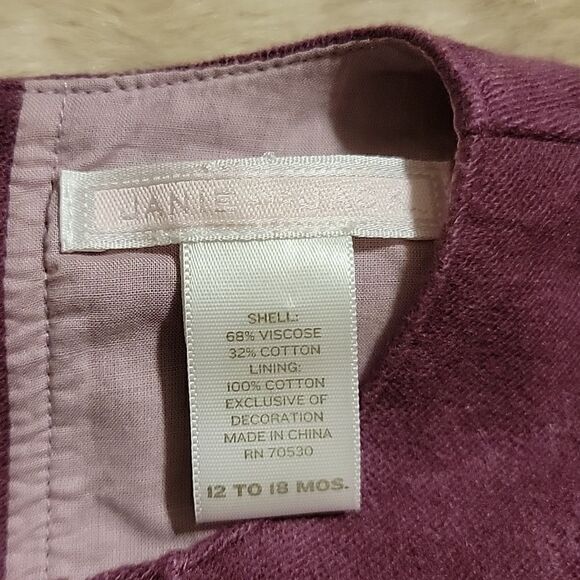 JANIE
SHELL:
68% VISCOSE
32% COTTON
LINING:
100% COTTON
EXCLUSIVE OF
DECORATION
MADE IN CHINA
RN 70530
12 TO 18 MOS.